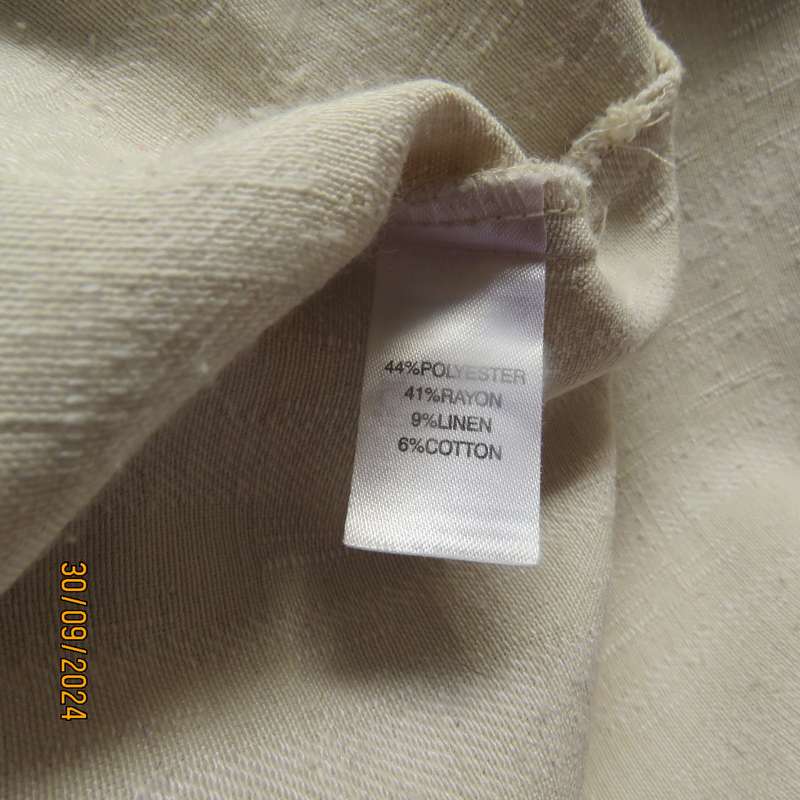 44%POLYESTER
41%RAYON
9%LINEN
6%COTTON
30/09/2024